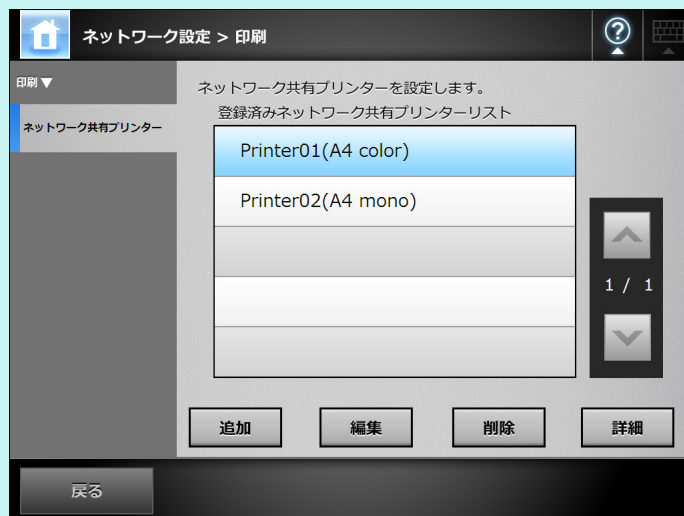 ネットワーク設定 > 印刷
?
印刷▼
ネットワーク共有プリンター
ネットワーク共有プリンターを設定します。
登録済みネットワーク共有プリンターリスト
Printer01(A4 color)
Printer02(A4 mono)
1 / 1
追加
編集
削除
詳細
戻る